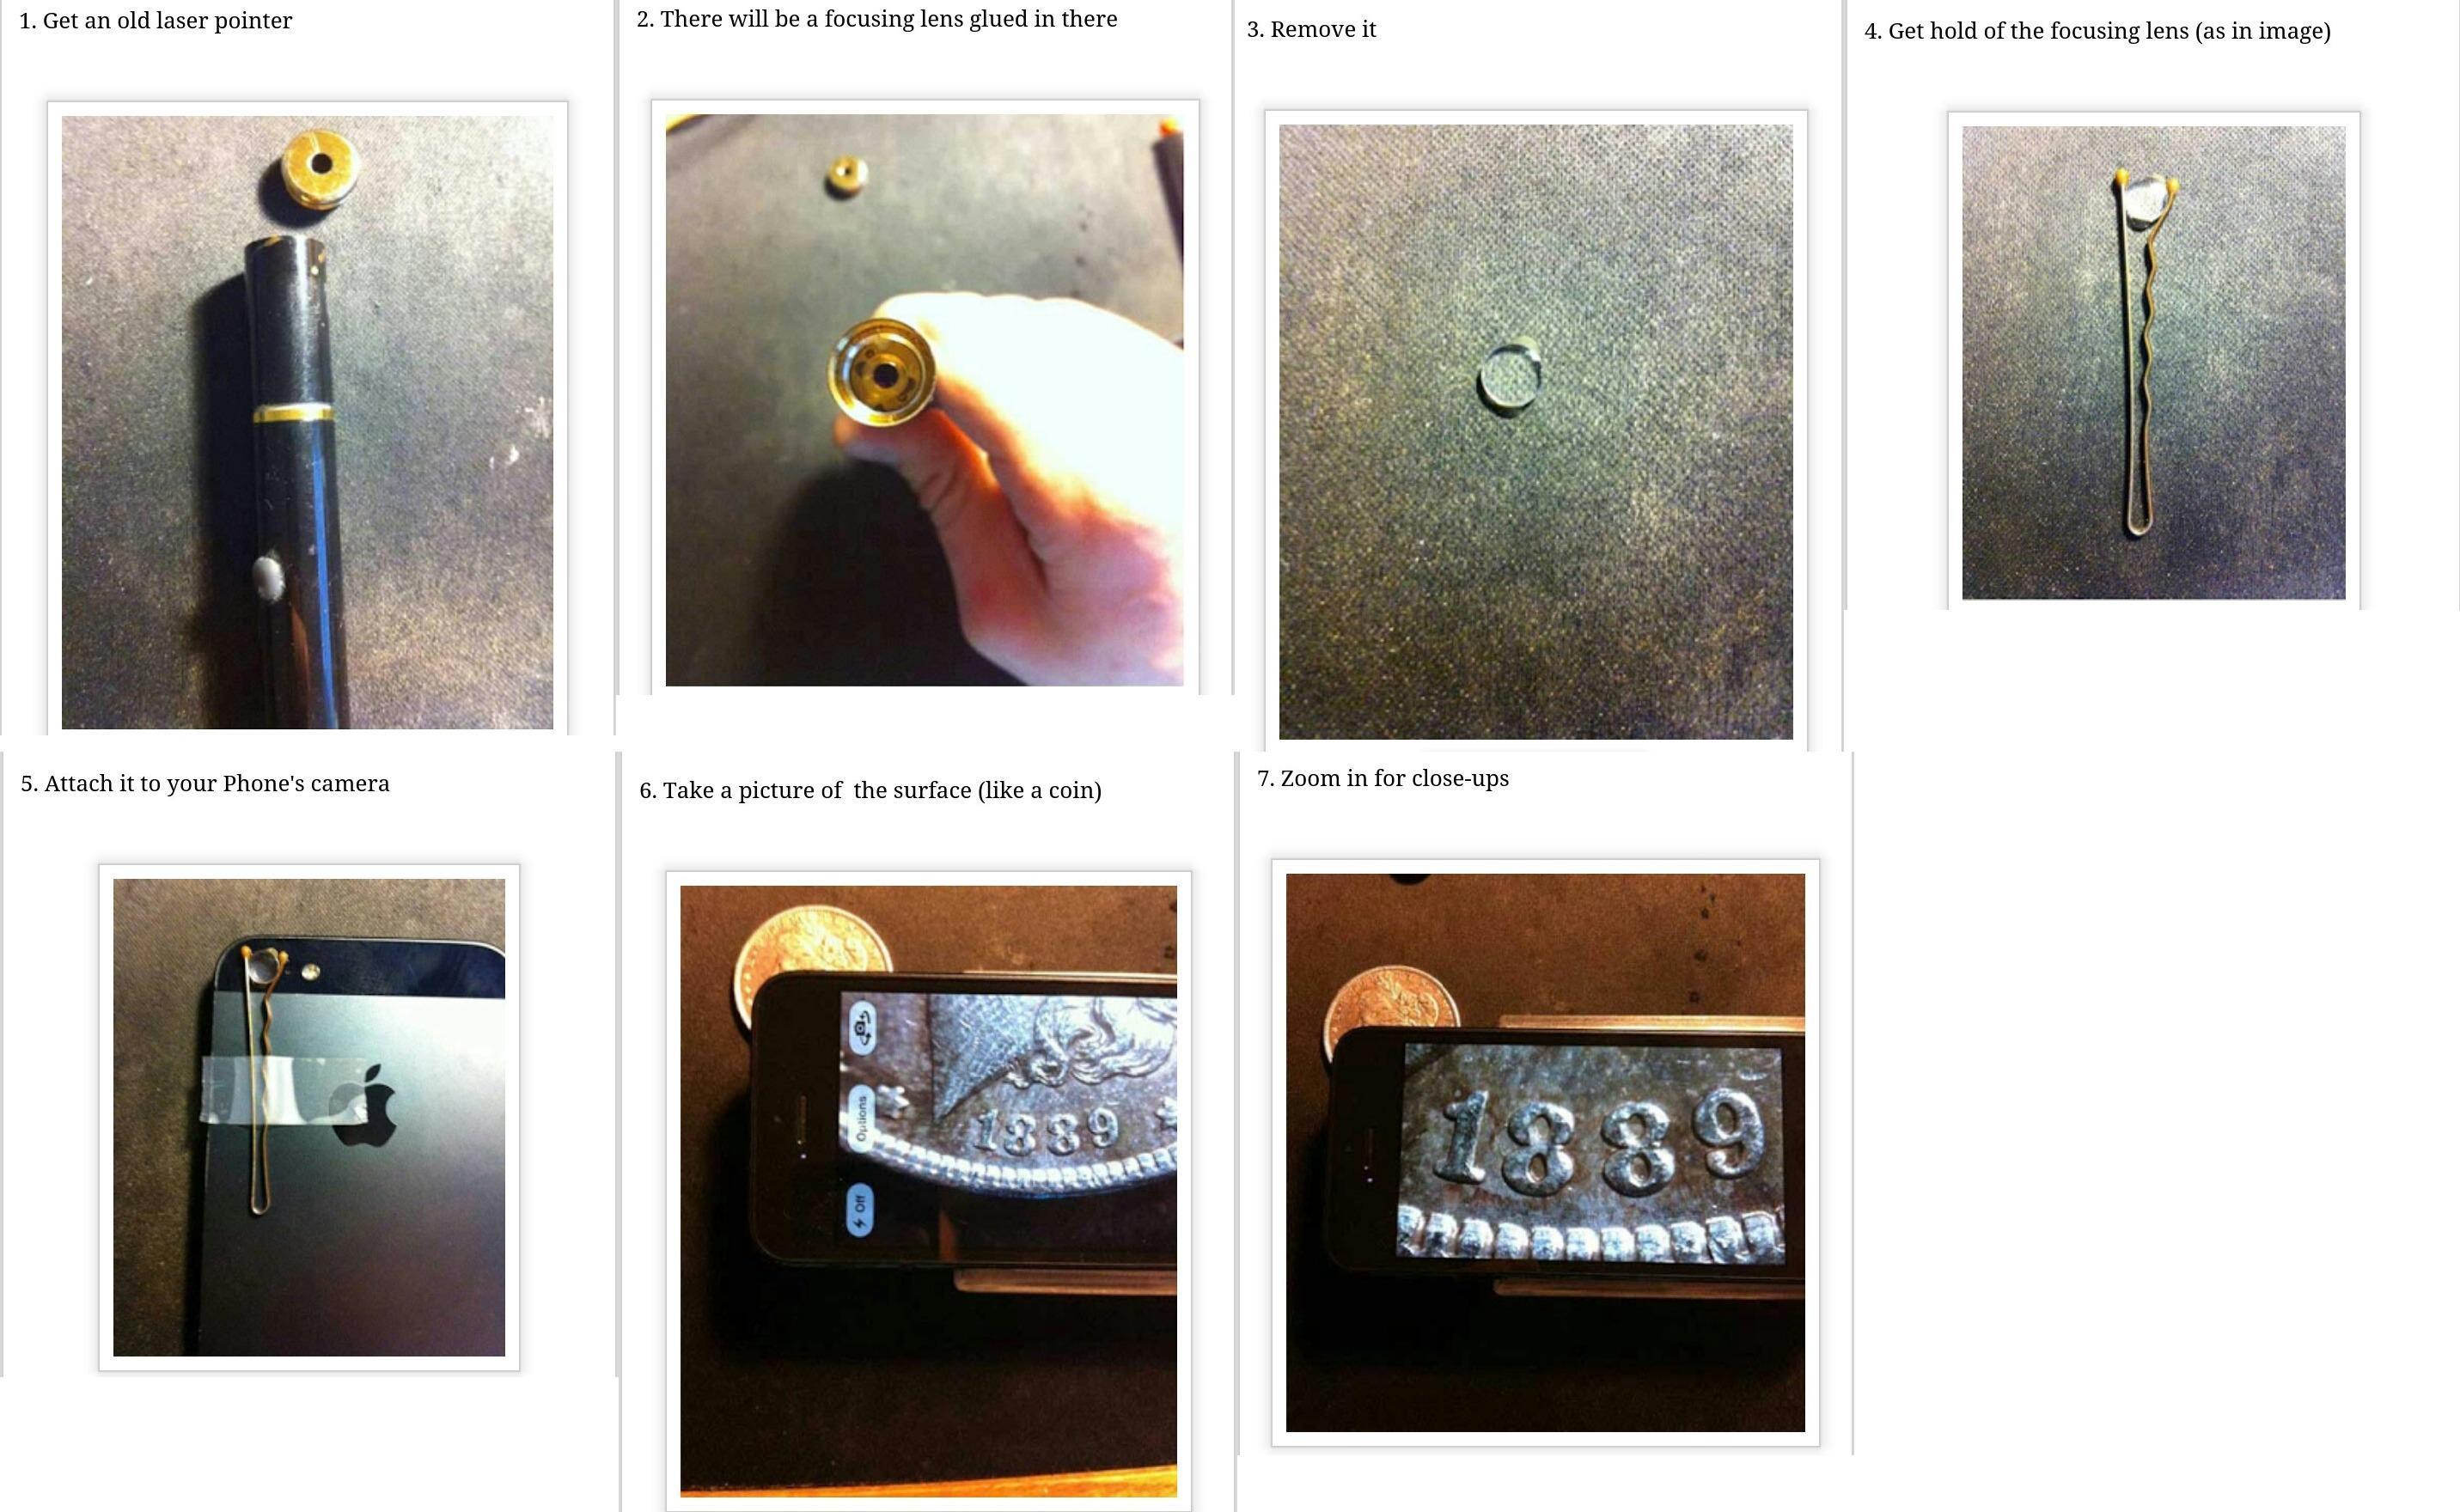 1. Get an old laser pointer
2. There will be a focusing lens glued in there
3. Remove it
4. Get hold of the focusing lens (as in image)
5. Attach it to your Phone's camera
6. Take a picture of  the surface (like a coin)
Options
Off
1889
7. Zoom in for close-ups
1889